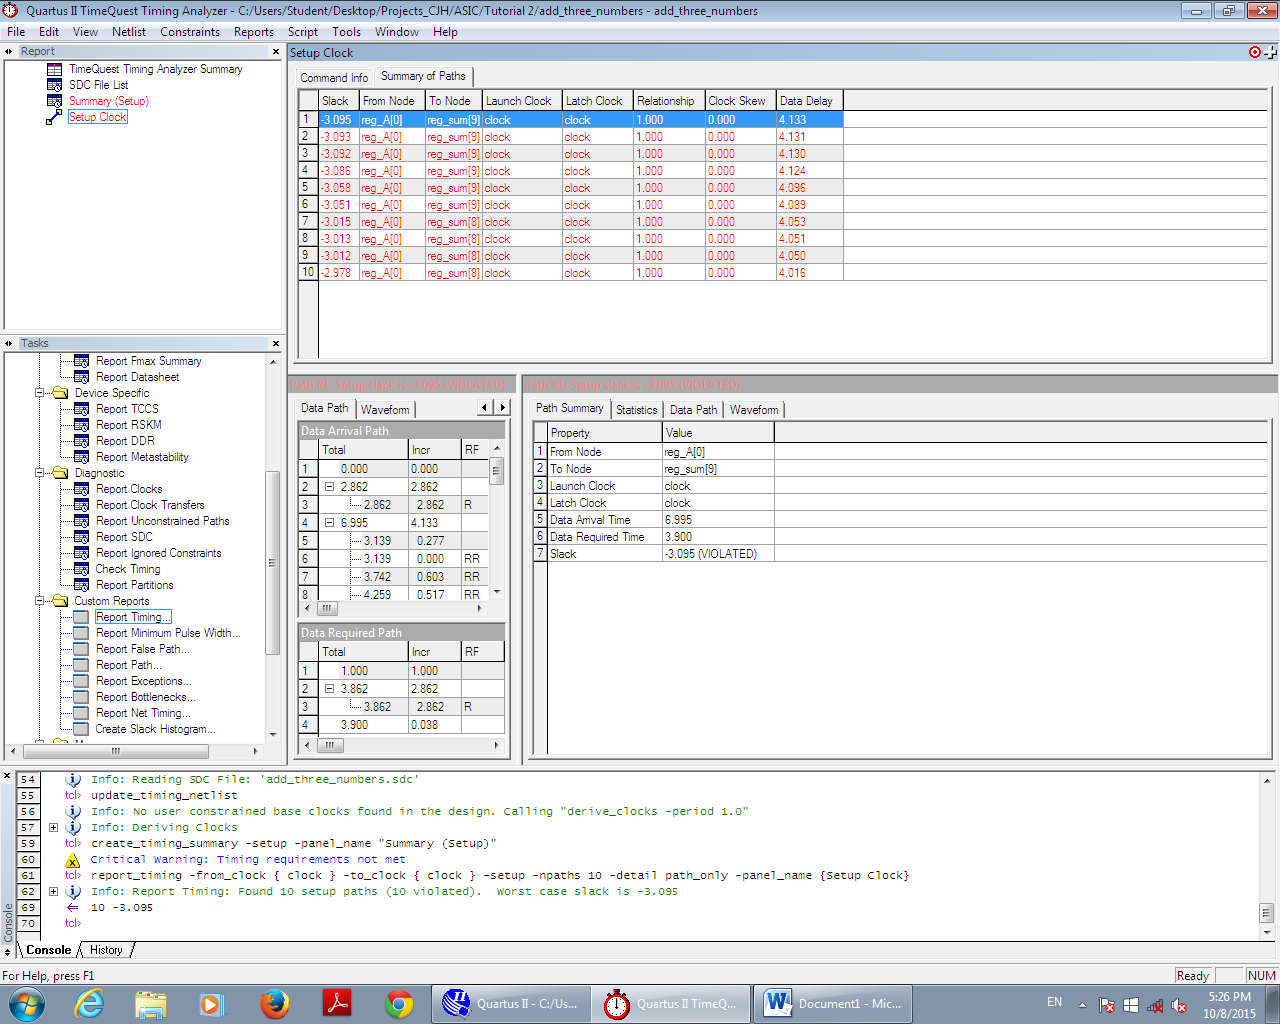 Quartus II TimeQuest Timing Analyzer - C:/Users/Student/Desktop/Projects_CJH/ASIC/Tutorial 2/add_three_numbers - add_three_numbers
File Edit View Netlist Constraints Reports Script Tools Window Help
Report
TimeQuest Timing Analyzer Summary
SDC File List
Summary (Setup)
Setup Clock
Setup Clock
Command Info Summary of Paths
Slack From Node To Node Launch Clock Latch Clock Relationship Clock Skew Data Delay
1 -3.095 reg_A[0] reg_sum[9] clock clock 1.000 0.000 4.133
2 -3.093 reg_A[0] reg_sum[9] clock clock 1.000 0.000 4.131
3 -3.092 reg_A[0] reg_sum[9] clock clock 1.000 0.000 4.130
4 -3.086 reg_A[0] reg_sum[9] clock clock 1.000 0.000 4.124
5 -3.058 reg_A[0] reg_sum[9] clock clock 1.000 0.000 4.096
6 -3.051 reg_A[0] reg_sum[9] clock clock 1.000 0.000 4.089
7 -3.015 reg_A[0] reg_sum[8] clock clock 1.000 0.000 4.053
8 -3.013 reg_A[0] reg_sum[8] clock clock 1.000 0.000 4.051
9 -3.012 reg_A[0] reg_sum[8] clock clock 1.000 0.000 4.050
10 -2.978 reg_A[0] reg_sum[8] clock clock 1.000 0.000 4.016
Tasks
Report Fmax Summary
Report Datasheet
Device Specific
Report TCCS
Report RSKM
Report DDR
Report Metastability
Diagnostic
Report Clocks
Report Clock Transfers
Report Unconstrained Paths
Report SDC
Report Ignored Constraints
Check Timing
Report Partitions
Custom Reports
Report Timing...
Report Minimum Pulse Width...
Report False Path...
Report Path...
Report Exceptions...
Report Bottlenecks...
Report Net Timing...
Create Slack Histogram...
Path #1: Setup slack is -3.095 (VIOLATED)
Data Path Waveform
Data Arrival Path
Total Incr RF
1 0.000 0.000
2 2.862 2.862
3 2.862 2.862 R
4 6.995 4.133
5 3.139 0.277
6 3.139 0.000 RR
7 3.742 0.603 RR
8 4.259 0.517 RR
Data Required Path
Total Incr RF
1 1.000 1.000
2 3.862 2.862
3 3.862 2.862 R
4 3.900 0.038
Path #1: Setup slack is -3.095 (VIOLATED)
Path Summary Statistics Data Path Waveform
Property Value
1 From Node reg_A[0]
2 To Node reg_sum[9]
3 Launch Clock clock
4 Latch Clock clock
5 Data Arrival Time 6.995
6 Data Required Time 3.900
7 Slack -3.095 (VIOLATED)
54 Info: Reading SDC File: 'add_three_numbers.sdc'
55 tcl> update_timing_netlist
56 Info: No user constrained base clocks found in the design. Calling "derive_clocks -period 1.0"
57 Info: Deriving Clocks
59 tcl> create_timing_summary -setup -panel_name "Summary (Setup)"
60 Critical Warning: Timing requirements not met
61 tcl> report_timing -from_clock { clock } -to_clock { clock } -setup -npaths 10 -detail path_only -panel_name {Setup Clock}
62 Info: Report Timing: Found 10 setup paths (10 violated).  Worst case slack is -3.095
69 10 -3.095
70 tcl>
Console
Console History
For Help, press F1
Ready NUM
Quartus II - C:/Us...
Quartus II TimeQ...
Document1 - Mic...
EN
5:26 PM
10/8/2015